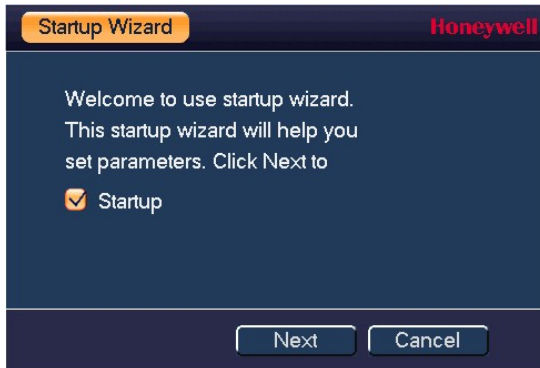 Startup Wizard
Honeywell
Welcome to use startup wizard.
This startup wizard will help you
set parameters. Click Next to
Startup
Next
Cancel